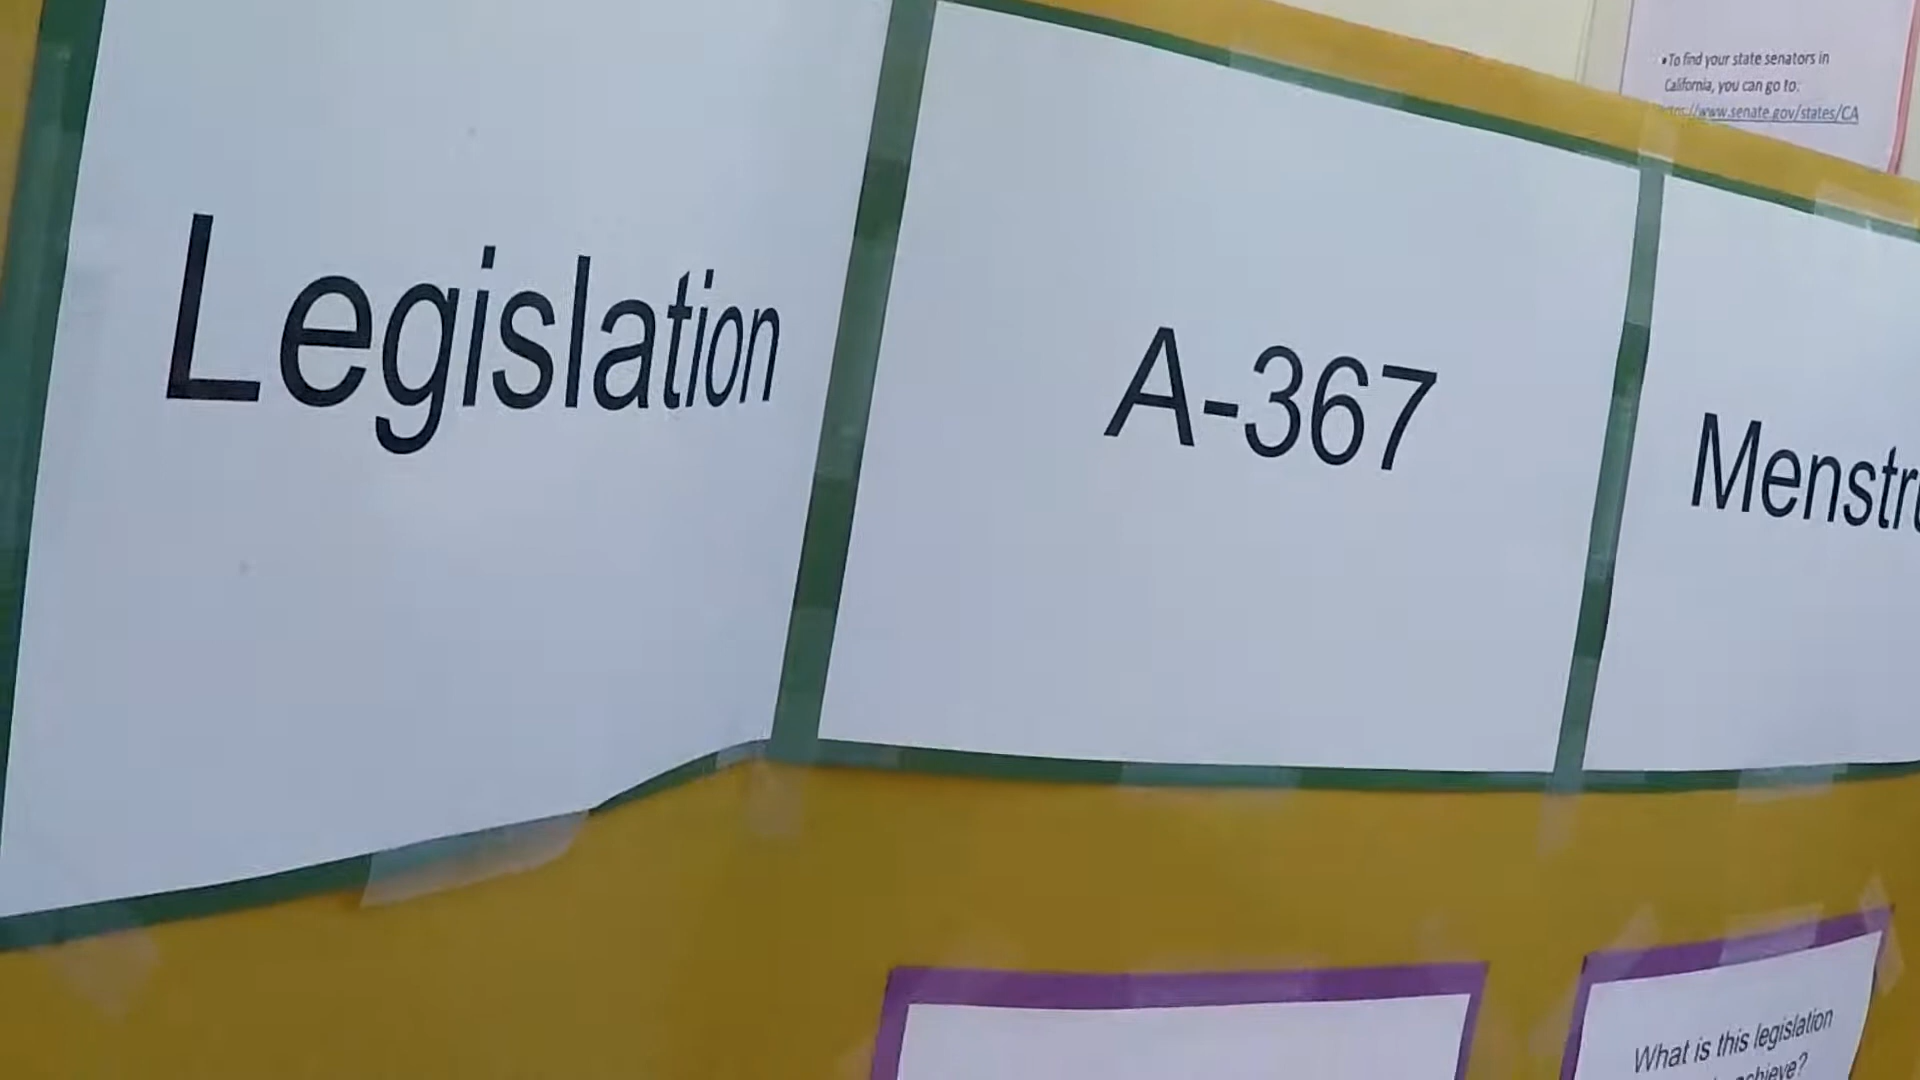 •To find your state senators in
California, you can go to:
://www.senate.gov/states/CA
Legislation
A-367
Menstr
What is this legislation
achieve?